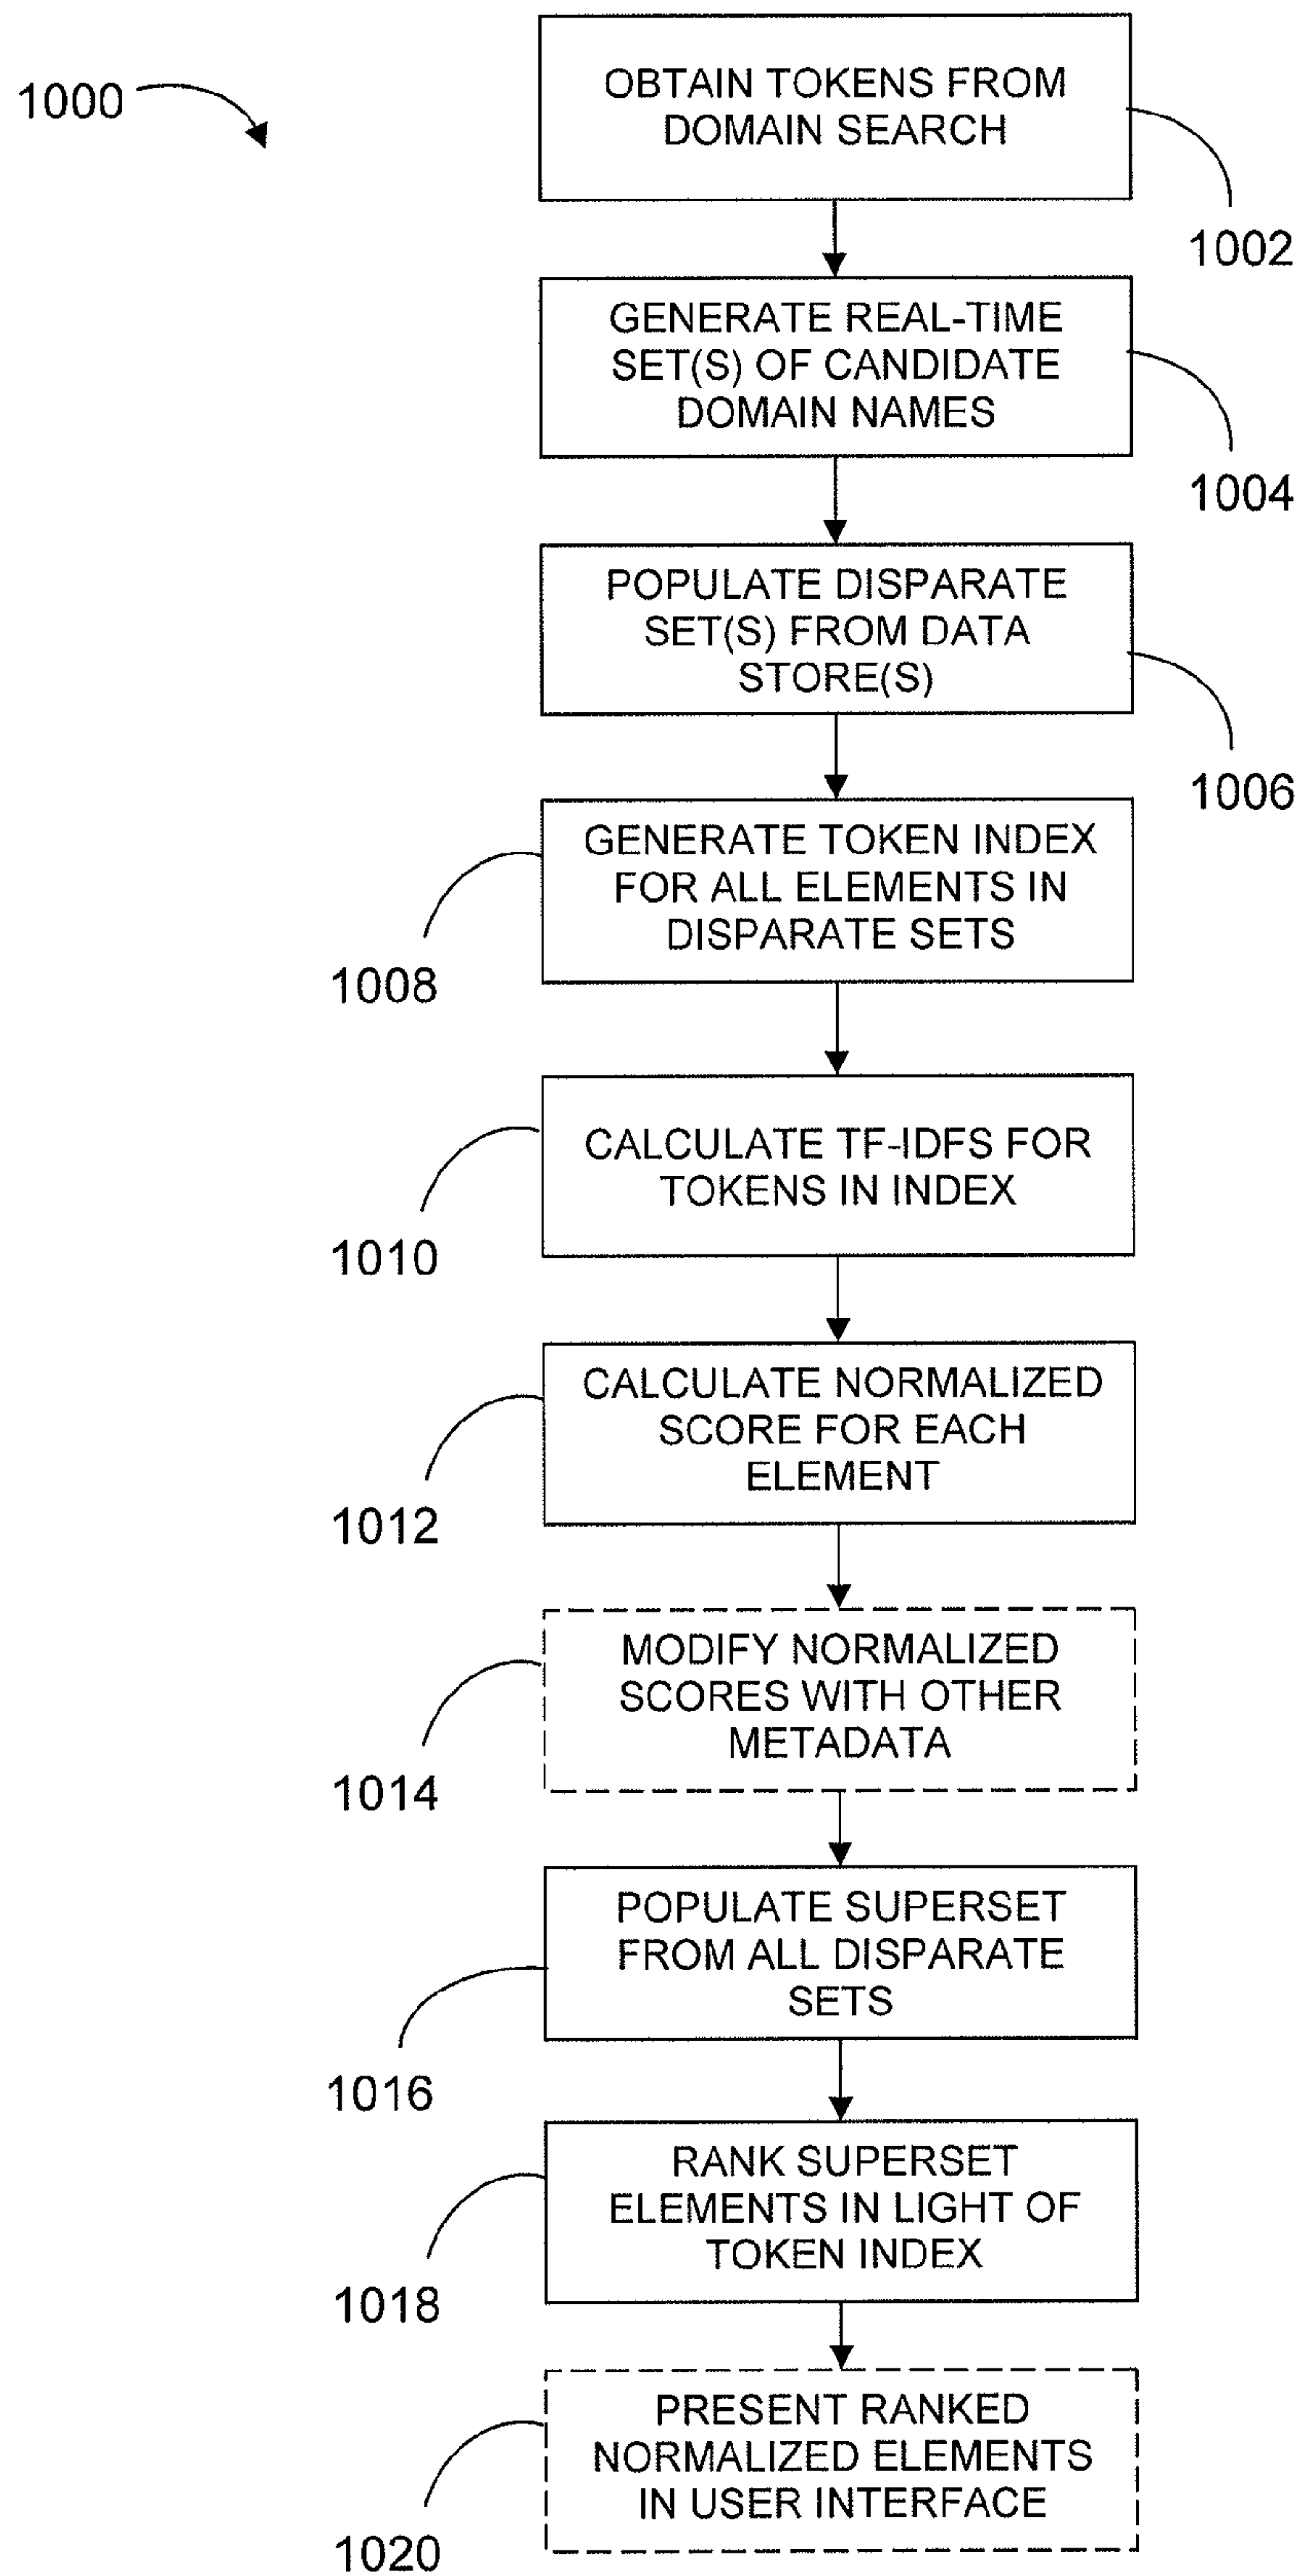 1000
OBTAIN TOKENS FROM
DOMAIN SEARCH
1002
GENERATE REAL-TIME
SET(S) OF CANDIDATE
DOMAIN NAMES
1004
POPULATE DISPARATE
SET(S) FROM DATA
STORE(S)
1006
GENERATE TOKEN INDEX
FOR ALL ELEMENTS IN
DISPARATE SETS
1008
CALCULATE TF-IDFS FOR
TOKENS IN INDEX
1010
CALCULATE NORMALIZED
SCORE FOR EACH
ELEMENT
1012
MODIFY NORMALIZED
SCORES WITH OTHER
METADATA
1014
POPULATE SUPERSET
FROM ALL DISPARATE
SETS
1016
RANK SUPERSET
ELEMENTS IN LIGHT OF
TOKEN INDEX
1018
PRESENT RANKED
NORMALIZED ELEMENTS
IN USER INTERFACE
1020